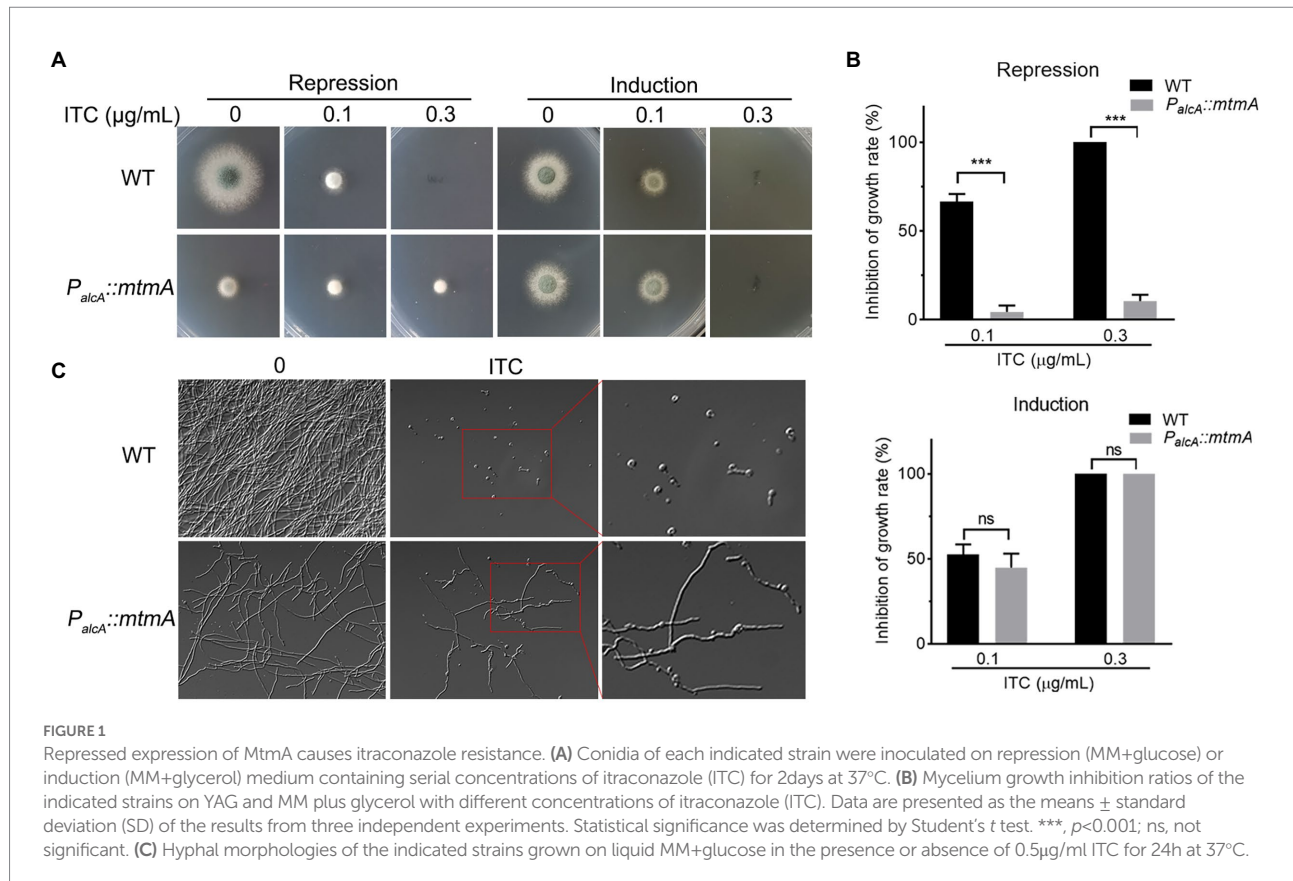 A
Repression
Induction
ITC (µg/mL)
0
0.1
0.3
0
0.1
0.3
WT
PalcA::mtmA
B
Repression
WT
PalcA::mtmA
Inhibition of growth rate (%)
100
50
0
***
***
0.1
0.3
ITC (µg/mL)
Induction
WT
PalcA::mtmA
Inhibition of growth rate (%)
100
50
0
ns
ns
0.1
0.3
ITC (µg/mL)
C
0
ITC
WT
PalcA::mtmA
FIGURE 1
Repressed expression of MtmA causes itraconazole resistance. (A) Conidia of each indicated strain were inoculated on repression (MM+glucose) or
induction (MM+glycerol) medium containing serial concentrations of itraconazole (ITC) for 2days at 37°C. (B) Mycelium growth inhibition ratios of the
indicated strains on YAG and MM plus glycerol with different concentrations of itraconazole (ITC). Data are presented as the means ± standard
deviation (SD) of the results from three independent experiments. Statistical significance was determined by Student's t test. ***, p<0.001; ns, not
significant. (C) Hyphal morphologies of the indicated strains grown on liquid MM+glucose in the presence or absence of 0.5µg/ml ITC for 24h at 37°C.